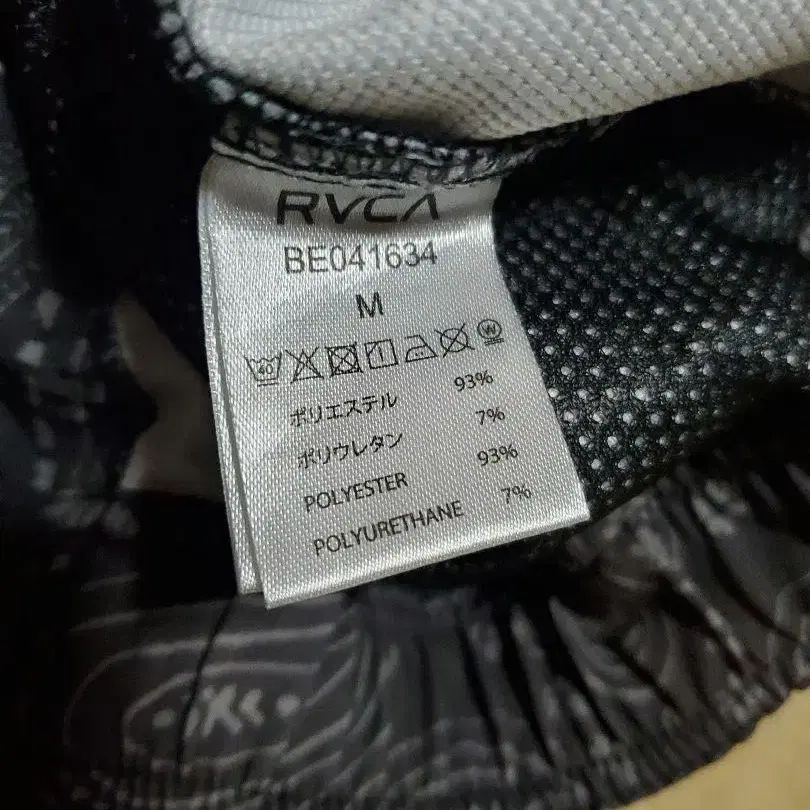 RVCA
BE041634
M
40 W
ポリエステル 93%
ポリウレタン 7%
POLYESTER 93%
POLYURETHANE 7%